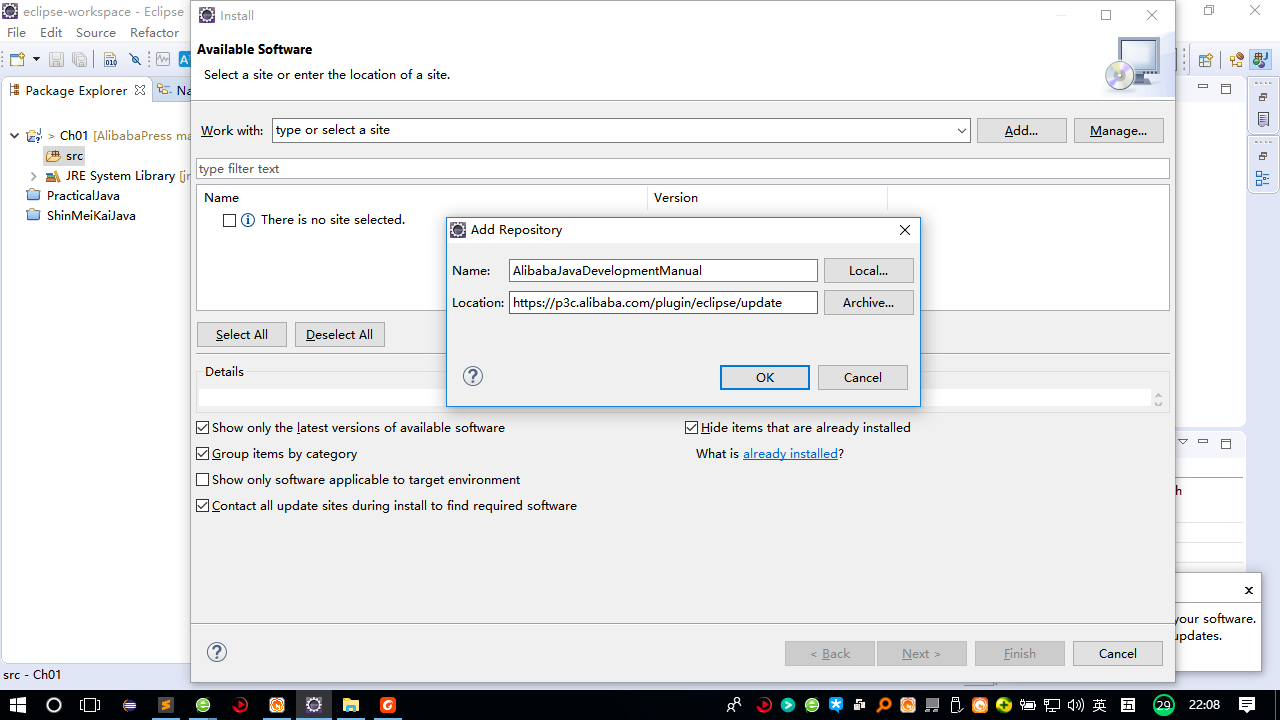 eclipse-workspace - Eclipse
Install
File Edit Source Refactor
Available Software
Select a site or enter the location of a site.
Package Explorer
Na
Work with: type or select a site Add... Manage...
> Ch01 [AlibabaPress ma
src
JRE System Library [jr
PracticalJava
ShinMeiKaiJava
type filter text
Name Version
There is no site selected.
Add Repository
Name: AlibabaJavaDevelopmentManual Local...
Location: https://p3c.alibaba.com/plugin/eclipse/update Archive...
OK Cancel
Select All Deselect All
Details
Show only the latest versions of available software Hide items that are already installed
Group items by category What is already installed?
Show only software applicable to target environment
Contact all update sites during install to find required software
h
your software.
updates.
< Back Next > Finish Cancel
src - Ch01
英 五 29 22:08